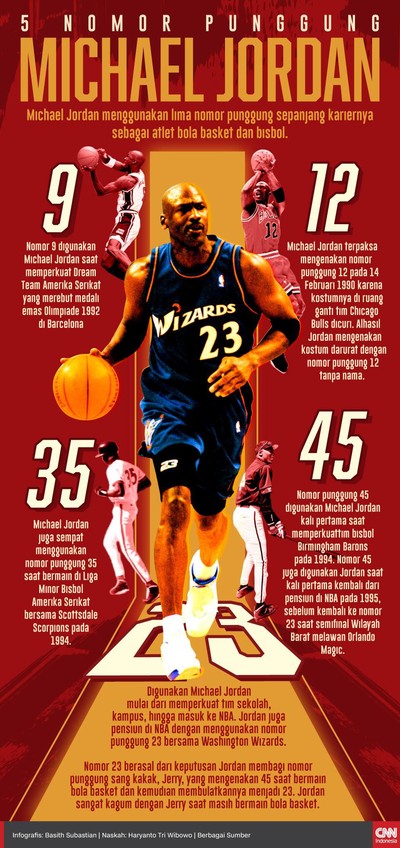 5 NOMOR PUNGGUNG
MICHAEL JORDAN
Michael Jordan menggunakan lima nomor punggung sepanjang kariernya
sebagai atlet bola basket dan bisbol.
9
Nomor 9 digunakan
Michael Jordan saat
memperkuat Dream
Team Amerika Serikat
yang merebut medali
emas Olimpiade 1992
di Barcelona
12
12
Michael Jordan terpaksa
mengenakan nomor
punggung 12 pada 14
Februari 1990 karena
kostumnya di ruang
ganti tim Chicago
Bulls dicuri. Alhasil
Jordan mengenakan
kostum darurat dengan
nomor punggung 12
tanpa nama.
WIZARDS
23
23
35
Michael Jordan
juga sempat
menggunakan
nomor punggung 35
saat bermain di Liga
Minor Bisbol
Amerika Serikat
bersama Scottsdale
Scorpions pada
1994.
45
Nomor punggung 45
digunakan Michael Jordan
kali pertama saat
memperkuattim bisbol
Birmingham Barons
pada 1994. Nomor 45
juga digunakan Jordan saat
kali pertama kembali dari
pensiun di NBA pada 1995,
sebelum kembali ke nomor
23 saat semifinal Wilayah
Barat melawan Orlando
Magic.
23
Digunakan Michael Jordan
mulai dari memperkuat tim sekolah,
kampus, hingga masuk ke NBA. Jordan juga
pensiun di NBA dengan menggunakan nomor
punggung 23 bersama Washington Wizards.
Nomor 23 berasal dari keputusan Jordan membagi nomor
punggung sang kakak, Jerry, yang mengenakan 45 saat bermain
bola basket dan kemudian membulatkannya menjadi 23. Jordan
sangat kagum dengan Jerry saat masih bermain bola basket.
Infografis: Basith Subastian | Naskah: Haryanto Tri Wibowo | Berbagai Sumber
CNN
Indonesia